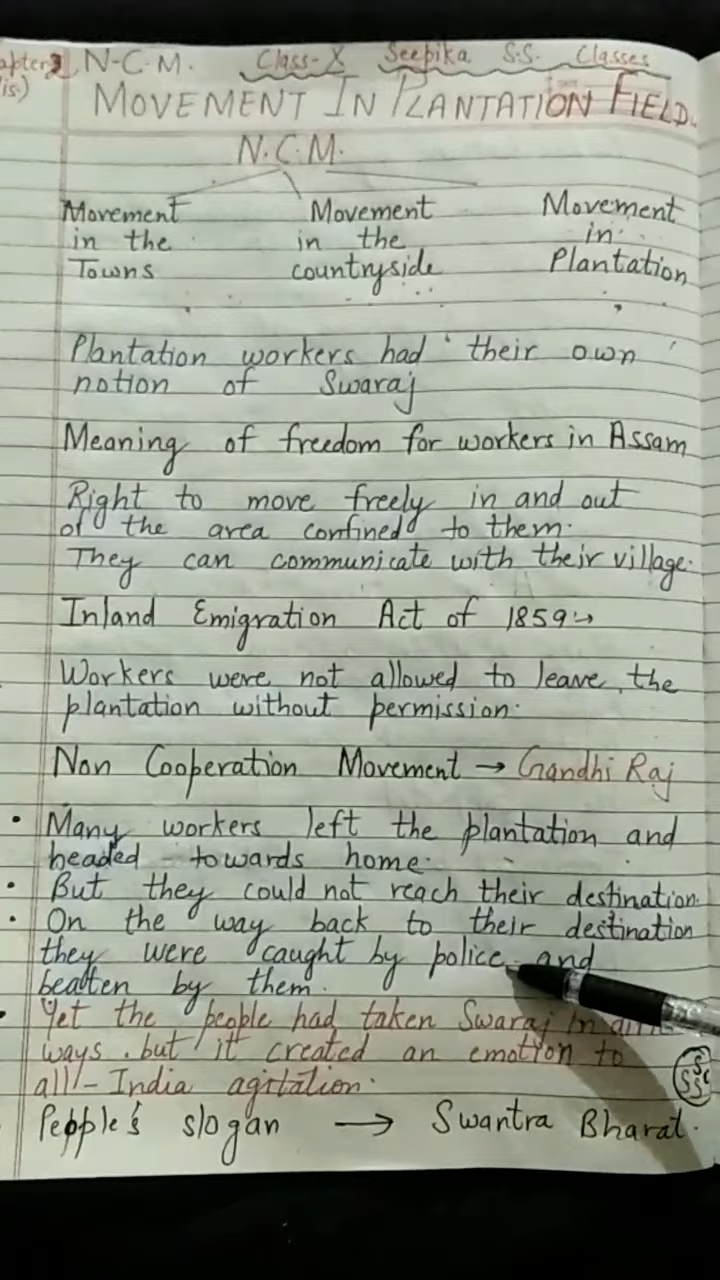 N-C-M. Class-X Seepika S.S. Classes
MOVEMENT IN PLANTATION FIELD.
N.C.M.
Movement in the Towns
Movement in the countryside
Movement in Plantation
Plantation workers had their own
notion of Swaraj
Meaning of freedom for workers in Assam
Right to move freely in and out
of the area confined to them.
They can communicate with their village.
Inland Emigration Act of 1859→
Workers were not allowed to leave the
plantation without permission.
Non Cooperation Movement → Gandhi Raj
• Many workers left the plantation and
headed towards home.
• But they could not reach their destination.
• On the way back to their destination
they were caught by police and
beatten by them.
• Yet the people had taken Swaraj in
ways. but it created an emotion to
all-India agitation.
People's slogan → Swantra Bharat.